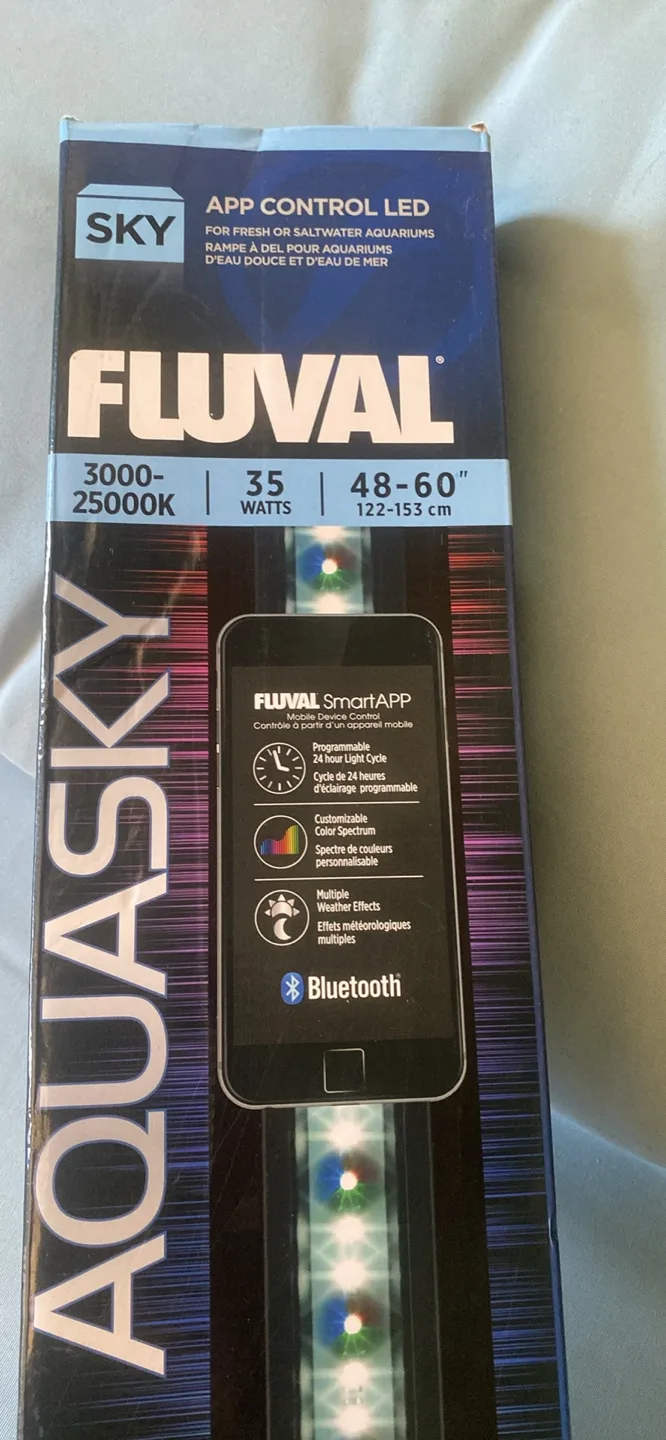 SKY
APP CONTROL LED
FOR FRESH OR SALTWATER AQUARIUMS
RAMPE À DEL POUR AQUARIUMS
D'EAU DOUCE ET D'EAU DE MER
FLUVAL®
3000-
25000K
35
WATTS
48-60"
122-153 cm
AQUASKY
FLUVAL SmartAPP
Mobile Device Control
Contrôle à partir d'un appareil mobile
Programmable
24 hour Light Cycle
Cycle de 24 heures
d'éclairage programmable
Customizable
Color Spectrum
Spectre de couleurs
personnalisable
Multiple
Weather Effects
Effets météorologiques
multiples
Bluetooth®